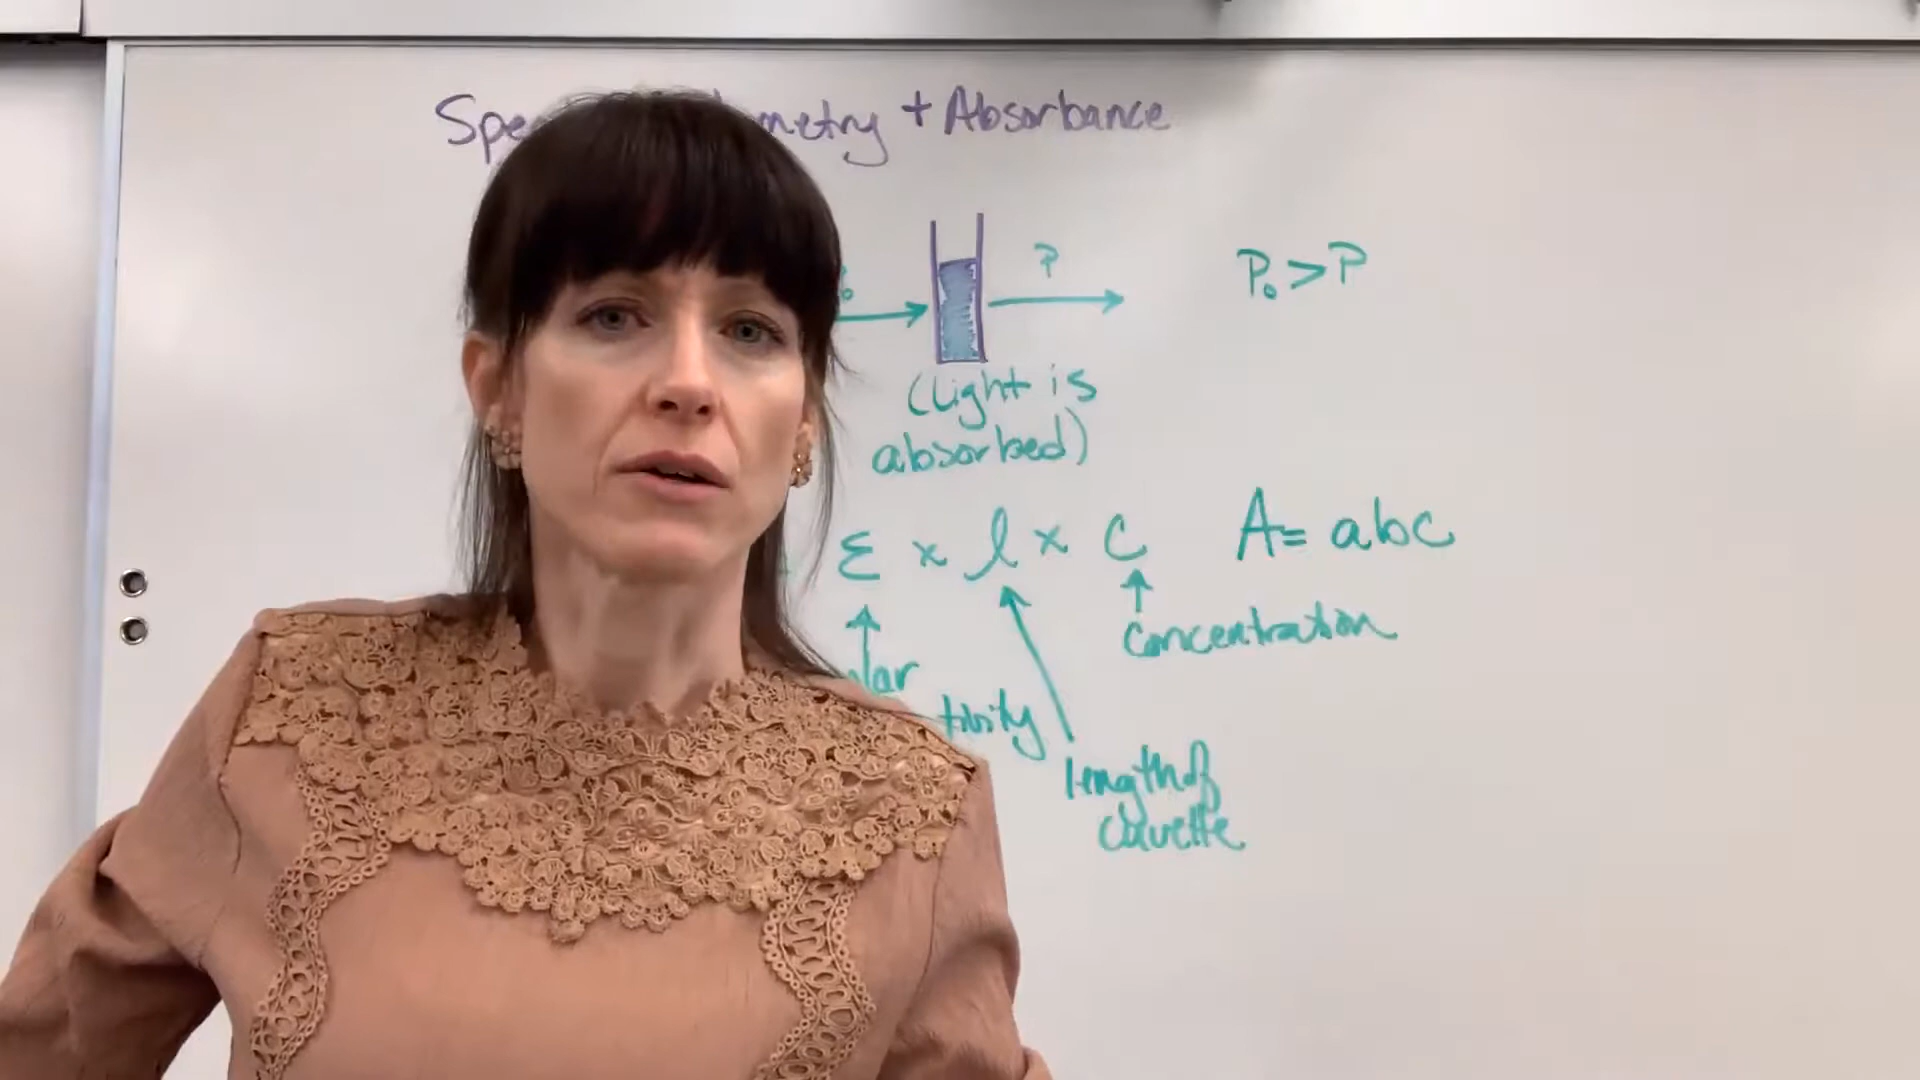 Spe metry + Absorbance
P
P₀ > P
(Light is
absorbed)
ε x l x C
A = abc
concentration
lar
tivity
length of
cuvette